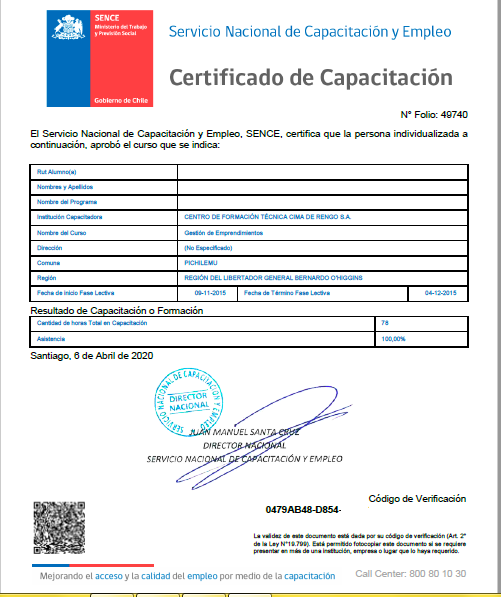 SENCE
Ministerio del Trabajo
y Previsión Social
Gobierno de Chile
Servicio Nacional de Capacitación y Empleo
Certificado de Capacitación
N° Folio: 49740
El Servicio Nacional de Capacitación y Empleo, SENCE, certifica que la persona individualizada a
continuación, aprobó el curso que se indica:
Rut Alumno(a)
Nombres y Apellidos
Nombre del Programa
Institución Capacitadora CENTRO DE FORMACIÓN TÉCNICA CIMA DE RENGO S.A.
Nombre del Curso Gestión de Emprendimientos
Dirección (No Especificado)
Comuna PICHILEMU
Región REGIÓN DEL LIBERTADOR GENERAL BERNARDO O'HIGGINS
Fecha de inicio Fase Lectiva 09-11-2015 Fecha de Término Fase Lectiva 04-12-2015
Resultado de Capacitación o Formación
Cantidad de horas Total en Capacitación 78
Asistencia 100,00%
Santiago, 6 de Abril de 2020
SERVICIO NACIONAL DE CAPACITACIÓN Y EMPLEO
DIRECTOR
NACIONAL
JUAN MANUEL SANTA CRUZ
DIRECTOR NACIONAL
SERVICIO NACIONAL DE CAPACITACIÓN Y EMPLEO
Código de Verificación
0479AB48-D854-
La validez de este documento está dada por su código de verificación (Art. 2°
de la Ley N°19.799). Está permitido fotocopiar este documento si se requiere
presentar en más de una institución, empresa o lugar que lo haya requerido.
Mejorando el acceso y la calidad del empleo por medio de la capacitación
Call Center: 800 80 10 30